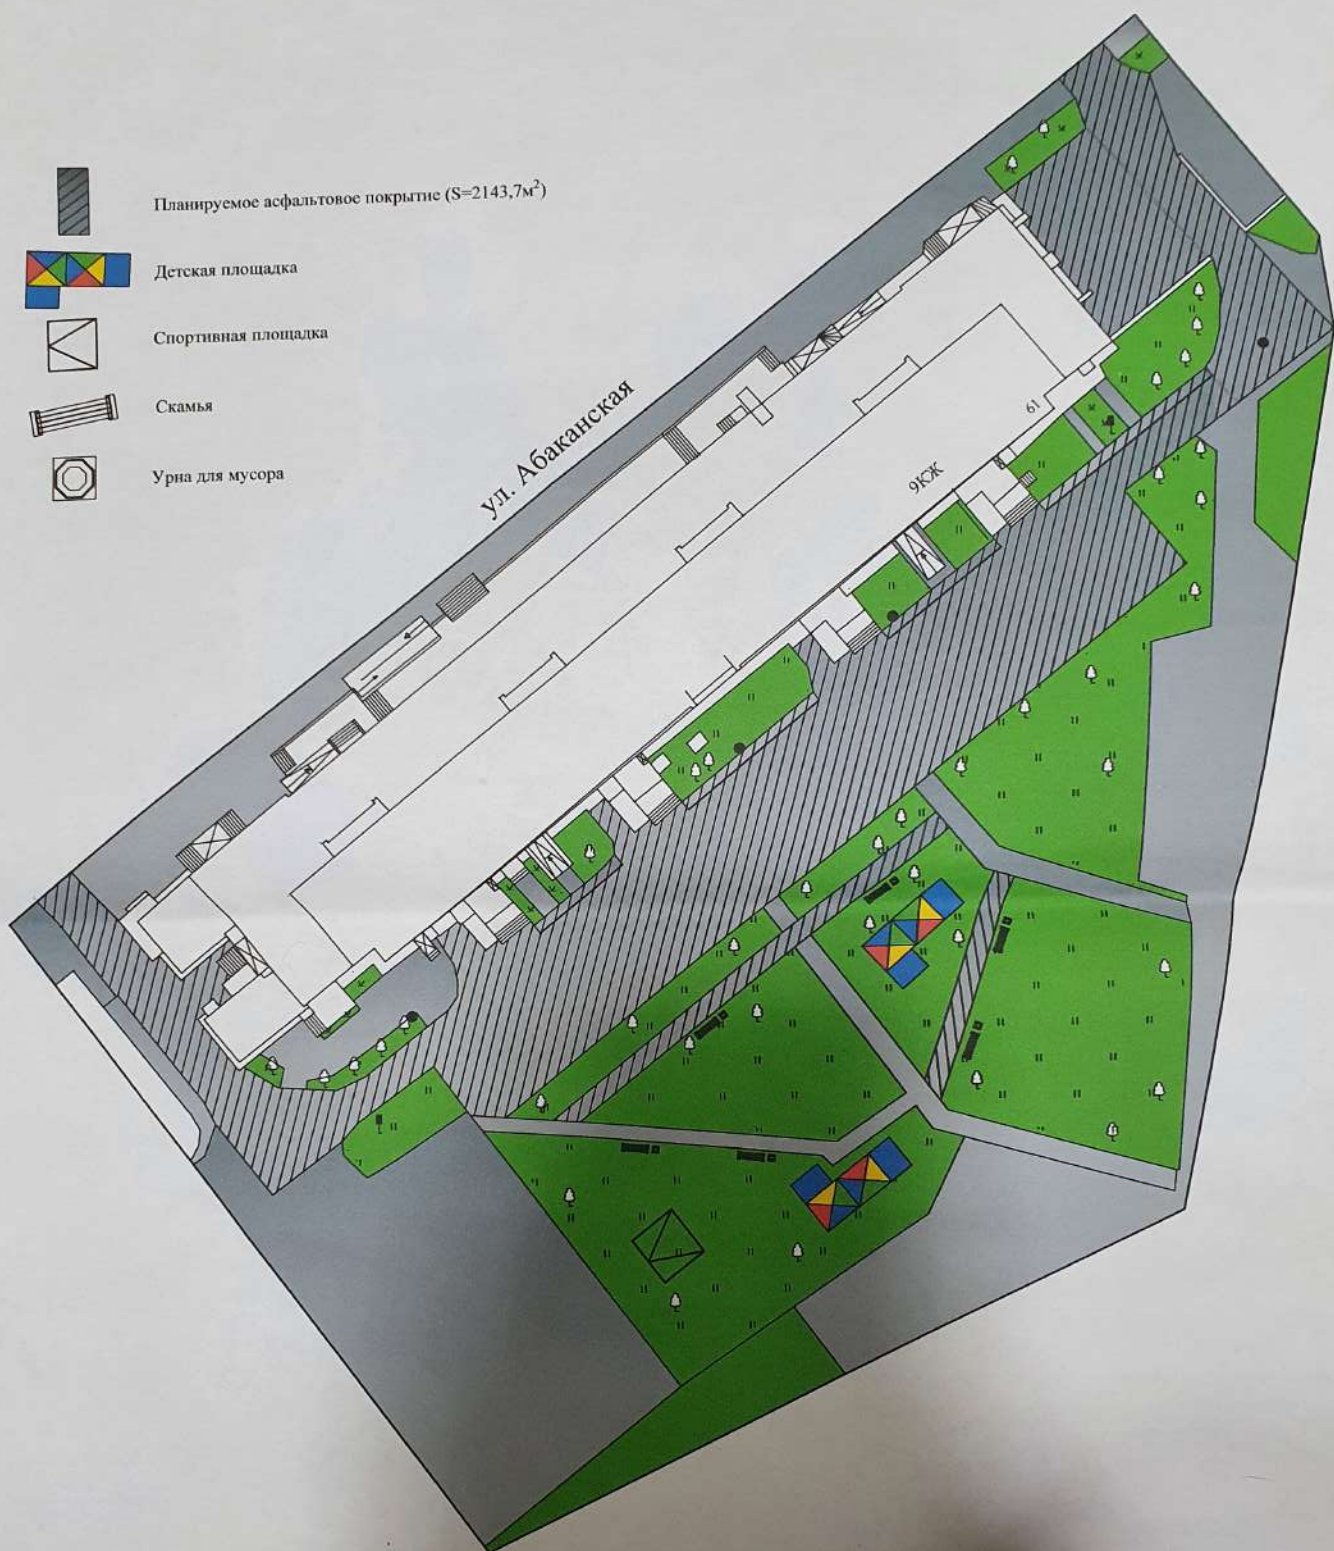 Планируемое асфальтовое покрытие (S=2143,7м²)
Детская площадка
Спортивная площадка
Скамья
Урна для мусора
ул. Абаканская
61
9КЖ